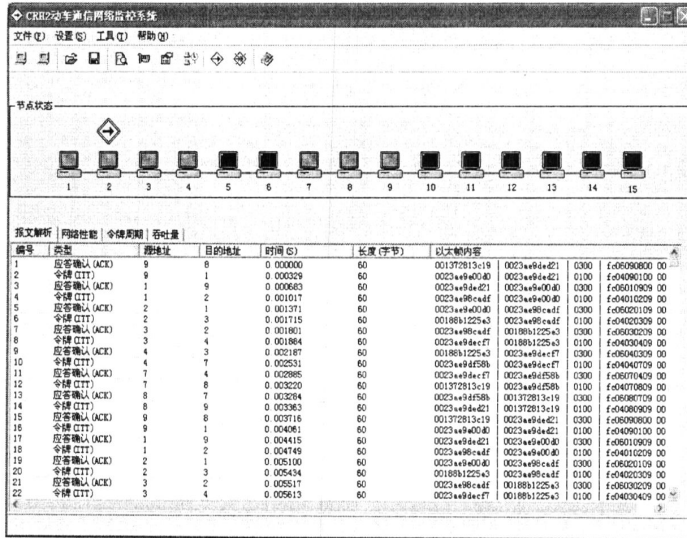 CRH2动车通信网络监控系统
文件(F) 设置(S) 工具(T) 帮助(H)
节点状态
1 2 3 4 5 6 7 8 9 10 11 12 13 14 15
报文解析 网络性能 令牌周期 吞吐量
编号 类型 源地址 目的地址 时间(S) 长度(字节) 以太帧内容
1 应答确认(ACK) 9 8 0.000000 60 001372813c19 0023ae9ded21 0300 fc06090800 00
2 令牌(ITT) 9 1 0.000329 60 0023ae9e00d0 0023ae9ded21 0100 fc04090100 00
3 应答确认(ACK) 1 9 0.000683 60 0023ae9ded21 0023ae9e00d0 0300 fc06010909 00
4 令牌(ITT) 1 2 0.001017 60 0023ae98cadf 0023ae9e00d0 0100 fc04010209 00
5 应答确认(ACK) 2 1 0.001371 60 0023ae9e00d0 0023ae98cadf 0300 fc06020109 00
6 令牌(ITT) 2 3 0.001715 60 00188b1225e3 0023ae98cadf 0100 fc04020309 00
7 应答确认(ACK) 3 2 0.001801 60 0023ae98cadf 00188b1225e3 0300 fc06030209 00
8 令牌(ITT) 3 4 0.001884 60 0023ae9decf7 00188b1225e3 0100 fc04030409 00
9 应答确认(ACK) 4 3 0.002187 60 00188b1225e3 0023ae9decf7 0300 fc06040309 00
10 令牌(ITT) 4 7 0.002531 60 0023ae9df58b 0023ae9decf7 0100 fc04040709 00
11 应答确认(ACK) 7 4 0.002885 60 0023ae9decf7 0023ae9df58b 0300 fc06070409 00
12 令牌(ITT) 7 8 0.003220 60 001372813c19 0023ae9df58b 0100 fc04070809 00
13 应答确认(ACK) 8 7 0.003284 60 0023ae9df58b 001372813c19 0300 fc06080709 00
14 令牌(ITT) 8 9 0.003363 60 0023ae9ded21 001372813c19 0100 fc04080909 00
15 应答确认(ACK) 9 8 0.003716 60 001372813c19 0023ae9ded21 0300 fc06090800 00
16 令牌(ITT) 9 1 0.004061 60 0023ae9e00d0 0023ae9ded21 0100 fc04090100 00
17 应答确认(ACK) 1 9 0.004415 60 0023ae9ded21 0023ae9e00d0 0300 fc06010909 00
18 令牌(ITT) 1 2 0.004749 60 0023ae98cadf 0023ae9e00d0 0100 fc04010209 00
19 应答确认(ACK) 2 1 0.005100 60 0023ae9e00d0 0023ae98cadf 0300 fc06020109 00
20 令牌(ITT) 2 3 0.005434 60 00188b1225e3 0023ae98cadf 0100 fc04020309 00
21 应答确认(ACK) 3 2 0.005517 60 0023ae98cadf 00188b1225e3 0300 fc06030209 00
22 令牌(ITT) 3 4 0.005613 60 0023ae9decf7 00188b1225e3 0100 fc04030409 00